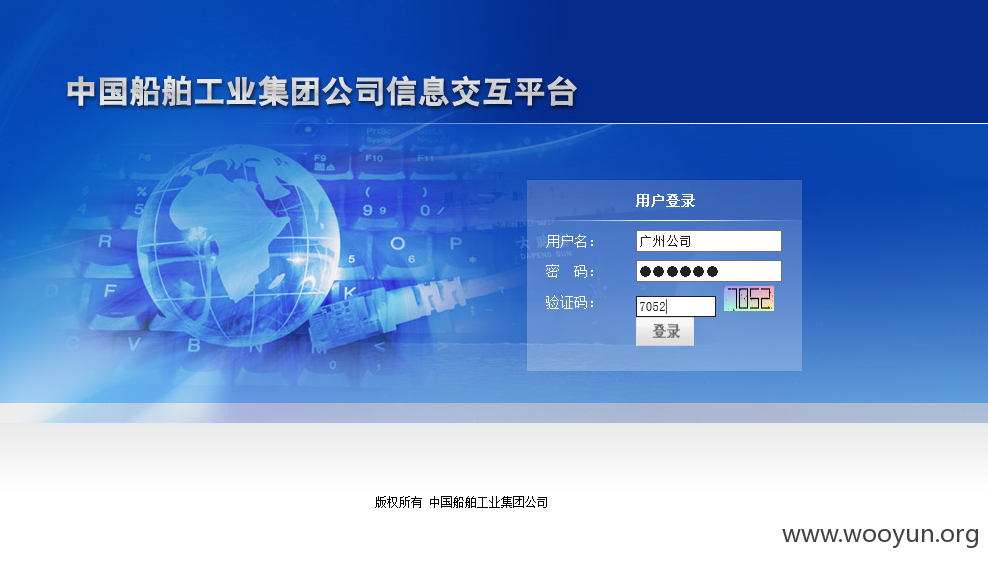 中国船舶工业集团公司信息交互平台
用户登录
用户名： 广州公司
密 码： ●●●●●●
验证码： 7052 7052
登录
版权所有 中国船舶工业集团公司
www.wooyun.org